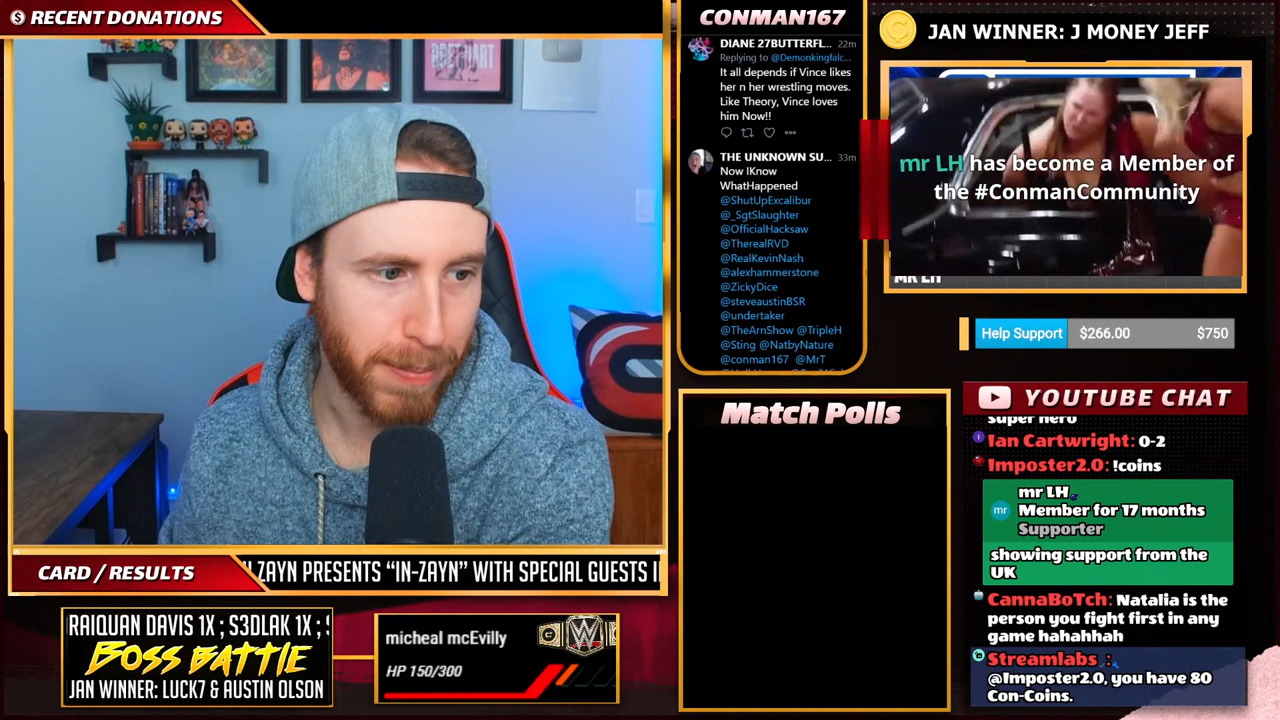 RECENT DONATIONS
BRET HART
CARD / RESULTS
ZAYN PRESENTS “IN-ZAYN” WITH SPECIAL GUESTS
RAIQUAN DAVIS 1X ; S3DLAK 1X ;
BOSS BATTLE
JAN WINNER: LUCK7 & AUSTIN OLSON
micheal mcEvilly
HP 150/300
CONMAN167
DIANE 27BUTTERFL... 22m
Replying to @Demonkingfalc...
It all depends if Vince likes
her n her wrestling moves.
Like Theory, Vince loves
him Now!!
THE UNKNOWN SU... 33m
Now IKnow
WhatHappened
@ShutUpExcalibur
@_SgtSlaughter
@OfficialHacksaw
@TherealRVD
@RealKevinNash
@alexhammerstone
@ZickyDice
@steveaustinBSR
@undertaker
@TheArnShow @TripleH
@Sting @NatbyNature
@conman167 @MrT
Match Polls
JAN WINNER: J MONEY JEFF
mr LH has become a Member of
the #ConmanCommunity
MR LH
Help Support $266.00 $750
YOUTUBE CHAT
super hero
Ian Cartwright: 0-2
Imposter2.0: !coins
mr
mr LH
Member for 17 months
Supporter
showing support from the
UK
CannaBoTch: Natalia is the
person you fight first in any
game hahahhah
Streamlabs :
@Imposter2.0, you have 80
Con-Coins.